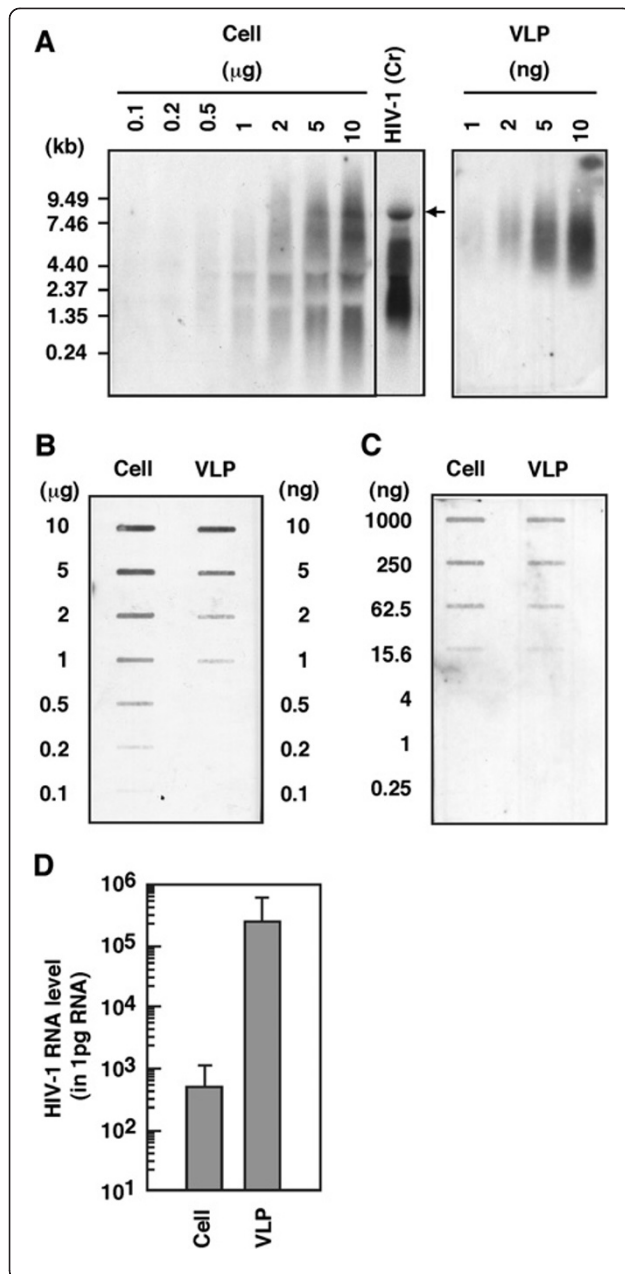 A
Cell
(μg)
0.1 0.2 0.5 1 2 5 10
HIV-1 (Cr)
VLP
(ng)
1 2 5 10
(kb)
9.49
7.46
4.40
2.37
1.35
0.24
B
Cell VLP
(μg) (ng)
10 10
5 5
2 2
1 1
0.5 0.5
0.2 0.2
0.1 0.1
C
Cell VLP
(ng)
1000
250
62.5
15.6
4
1
0.25
D
HIV-1 RNA level
(in 1pg RNA)
10⁶
10⁵
10⁴
10³
10²
10¹
Cell VLP